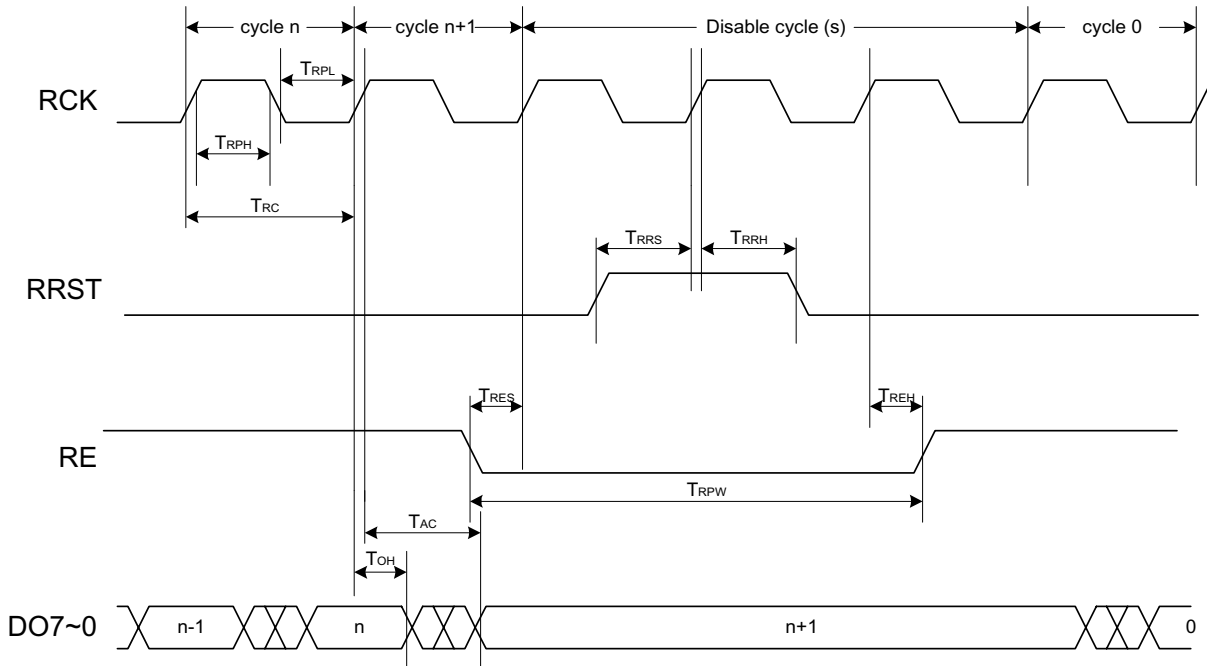 cycle n cycle n+1 Disable cycle (s) cycle 0
TRPL
RCK
TRPH
TRC
TRRS TRRH
RRST
TRES TREH
RE
TRPW
TAC
TOH
DO7~0 n-1 n n+1 0